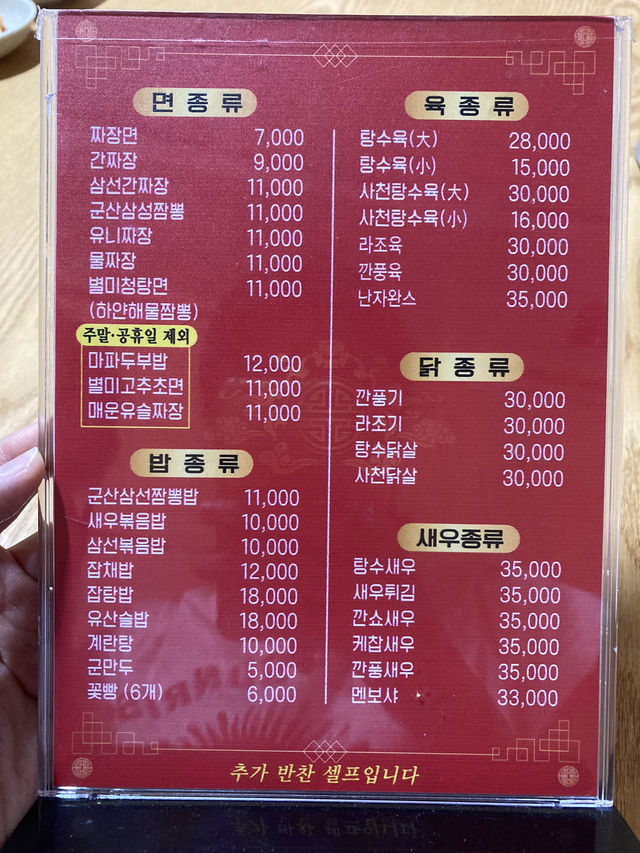 면 종 류
짜장면 7,000
간짜장 9,000
삼선간짜장 11,000
군산삼성짬뽕 11,000
유니짜장 11,000
물짜장 11,000
별미청탕면 11,000
(하얀해물짬뽕)
주말·공휴일 제외
마파두부밥 12,000
별미고추초면 11,000
매운유슬짜장 11,000
밥 종 류
군산삼선짬뽕밥 11,000
새우볶음밥 10,000
삼선볶음밥 10,000
잡채밥 12,000
잡탕밥 18,000
유산슬밥 18,000
계란탕 10,000
군만두 5,000
꽃빵 (6개) 6,000
육 종 류
탕수육(大) 28,000
탕수육(小) 15,000
사천탕수육(大) 30,000
사천탕수육(小) 16,000
라조육 30,000
깐풍육 30,000
난자완스 35,000
닭 종 류
깐풍기 30,000
라조기 30,000
탕수닭살 30,000
사천닭살 30,000
새우종류
탕수새우 35,000
새우튀김 35,000
깐쇼새우 35,000
케찹새우 35,000
깐풍새우 35,000
멘보샤 33,000
추가 반찬 셀프입니다